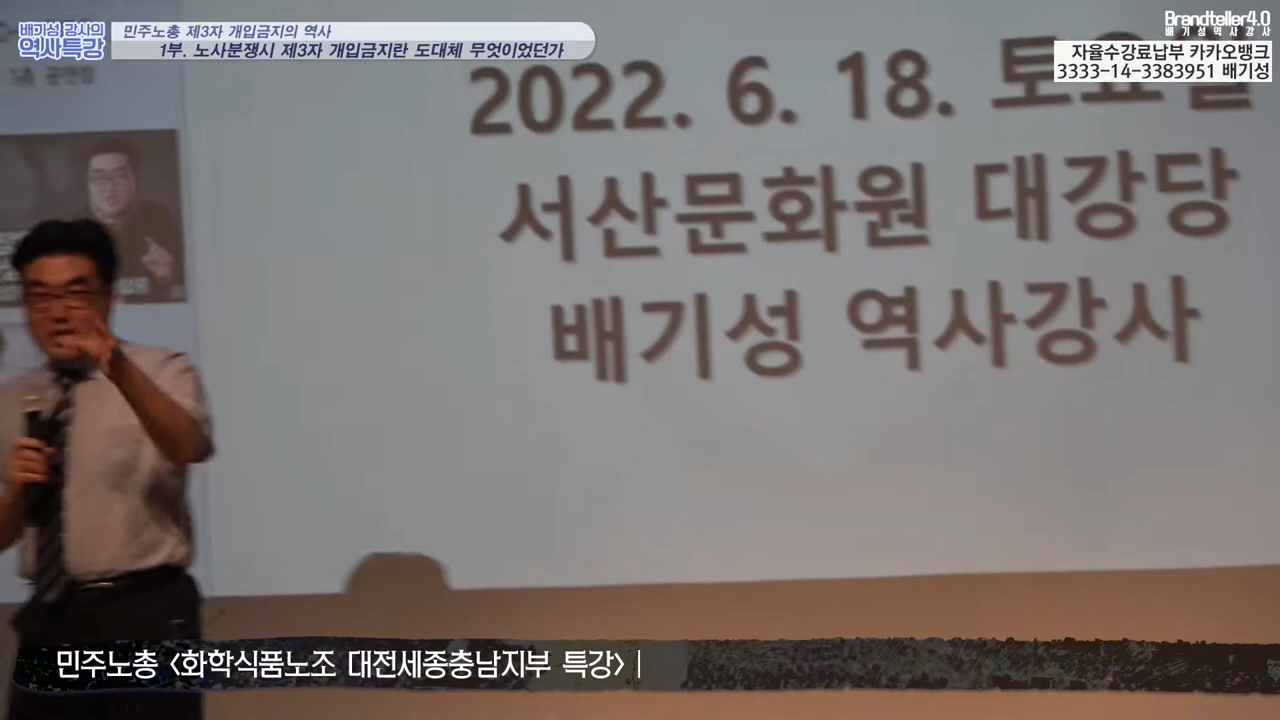 배기성 강사의
역사특강
민주노총 제3자 개입금지의 역사
1부. 노사분쟁시 제3자 개입금지란 도대체 무엇이었던가
Brandteller4.0
배기성역사강사
자율수강료납부 카카오뱅크
3333-14-3383951 배기성
2022. 6. 18. 토요일
서산문화원 대강당
배기성 역사강사
민주노총 <화학식품노조 대전세종충남지부 특강>